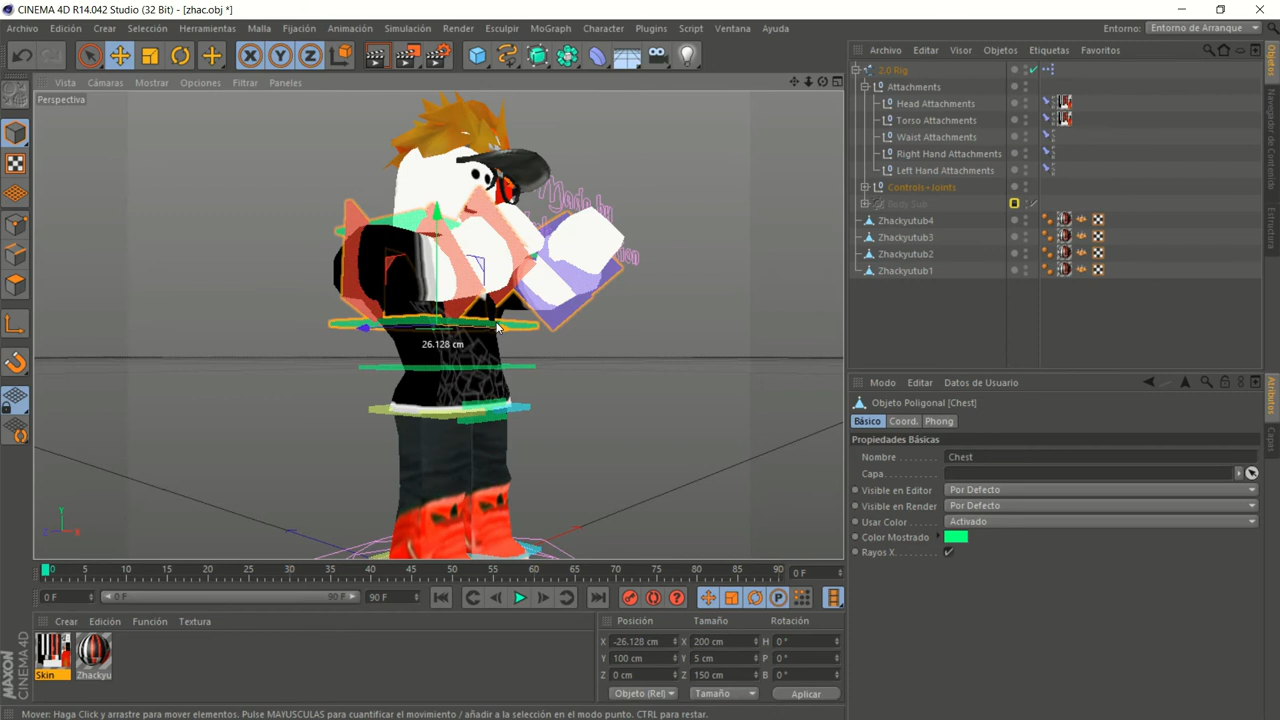 CINEMA 4D R14.042 Studio (32 Bit) - [zhac.obj *]
Archivo Edición Crear Selección Herramientas Malla Fijación Animación Simulación Render Esculpir MoGraph Character Plugins Script Ventana Ayuda Entorno: Entorno de Arranque
X Y Z
Vista Cámaras Mostrar Opciones Filtrar Paneles
Perspectiva
Archivo Editar Visor Objetos Etiquetas Favoritos
2.0 Rig
Attachments
Head Attachments
Torso Attachments
Waist Attachments
Right Hand Attachments
Left Hand Attachments
Controls+Joints
Body Sub
Zhackyutub4
Zhackyutub3
Zhackyutub2
Zhackyutub1
Objetos
Navegador de Contenido
Estructura
Made by
26.128 cm
Y
Z X
Modo Editar Datos de Usuario
Objeto Poligonal [Chest]
Básico Coord. Phong
Propiedades Básicas
Nombre Chest
Capa
Visible en Editor Por Defecto
Visible en Render Por Defecto
Usar Color Activado
Color Mostrado
Rayos X
Atributos
Capas
0 5 10 15 20 25 30 35 40 45 50 55 60 65 70 75 80 85 90 0 F
0 F 0 F 90 F 90 F
Crear Edición Función Textura
Skin Zhackyu
Posición Tamaño Rotación
X -26.128 cm X 200 cm H 0 °
Y 100 cm Y 5 cm P 0 °
Z 0 cm Z 150 cm B 0 °
Objeto (Rel) Tamaño Aplicar
MAXON CINEMA 4D
Mover: Haga Click y arrastre para mover elementos. Pulse MAYUSCULAS para cuantificar el movimiento / añadir a la selección en el modo punto. CTRL para restar.